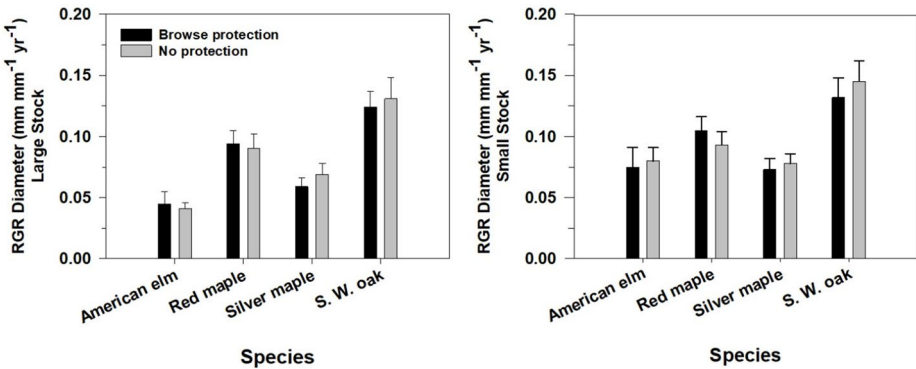 RGR Diameter (mm mm-1 yr-1)
Large Stock
0.20
0.15
0.10
0.05
0.00
Browse protection
No protection
American elm
Red maple
Silver maple
S. W. oak
Species
RGR Diameter (mm mm-1 yr-1)
Small Stock
0.20
0.15
0.10
0.05
0.00
American elm
Red maple
Silver maple
S. W. oak
Species